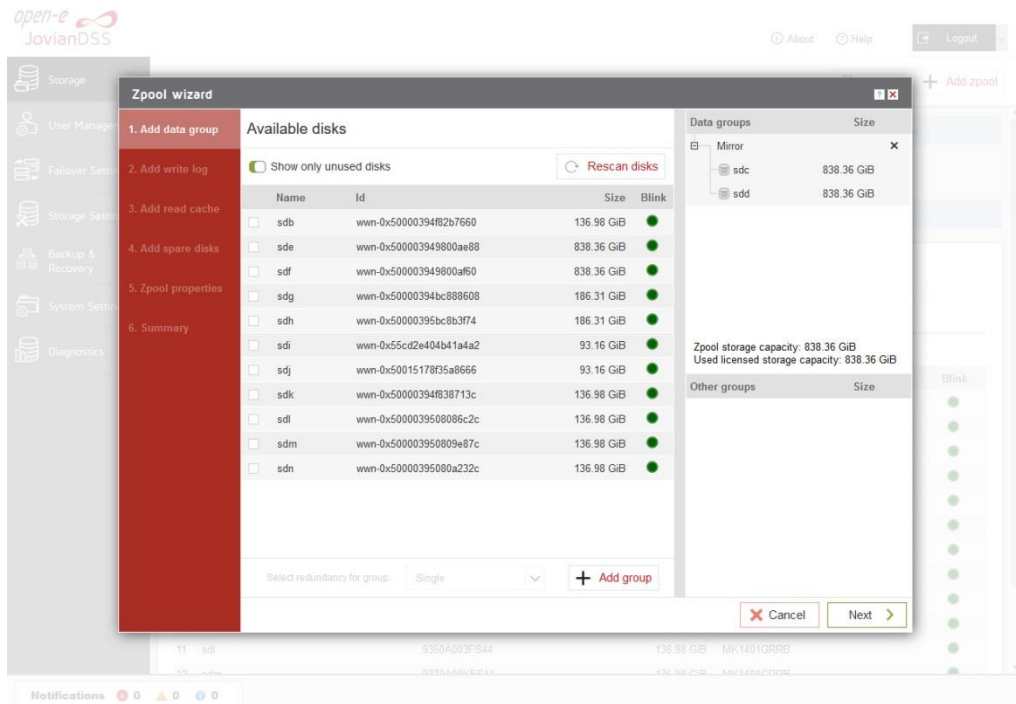 open-e
JovianDSS
About
Help
Logout
Storage
Add zpool
User Manage
Failover Settin
Storage Settin
Backup &
Recovery
System Settin
Diagnostics
Zpool wizard
1. Add data group
2. Add write log
3. Add read cache
4. Add spare disks
5. Zpool properties
6. Summary
Available disks
Show only unused disks
Rescan disks
Name Id Size Blink
sdb wwn-0x50000394f82b7660 136.98 GiB
sde wwn-0x500003949800ae88 838.36 GiB
sdf wwn-0x500003949800af60 838.36 GiB
sdg wwn-0x50000394bc888608 186.31 GiB
sdh wwn-0x50000395bc8b3f74 186.31 GiB
sdi wwn-0x55cd2e404b41a4a2 93.16 GiB
sdj wwn-0x50015178f35a8666 93.16 GiB
sdk wwn-0x50000394f838713c 136.98 GiB
sdl wwn-0x5000039508086c2c 136.98 GiB
sdm wwn-0x500003950809e87c 136.98 GiB
sdn wwn-0x50000395080a232c 136.98 GiB
Select redundancy for group: Single
Add group
Data groups Size
Mirror
sdc 838.36 GiB
sdd 838.36 GiB
Zpool storage capacity: 838.36 GiB
Used licensed storage capacity: 838.36 GiB
Other groups Size
Cancel
Next
Blink
11 sdl 9350A003FS44 136.98 GiB MK1401GRRB
Notifications 0 0 0